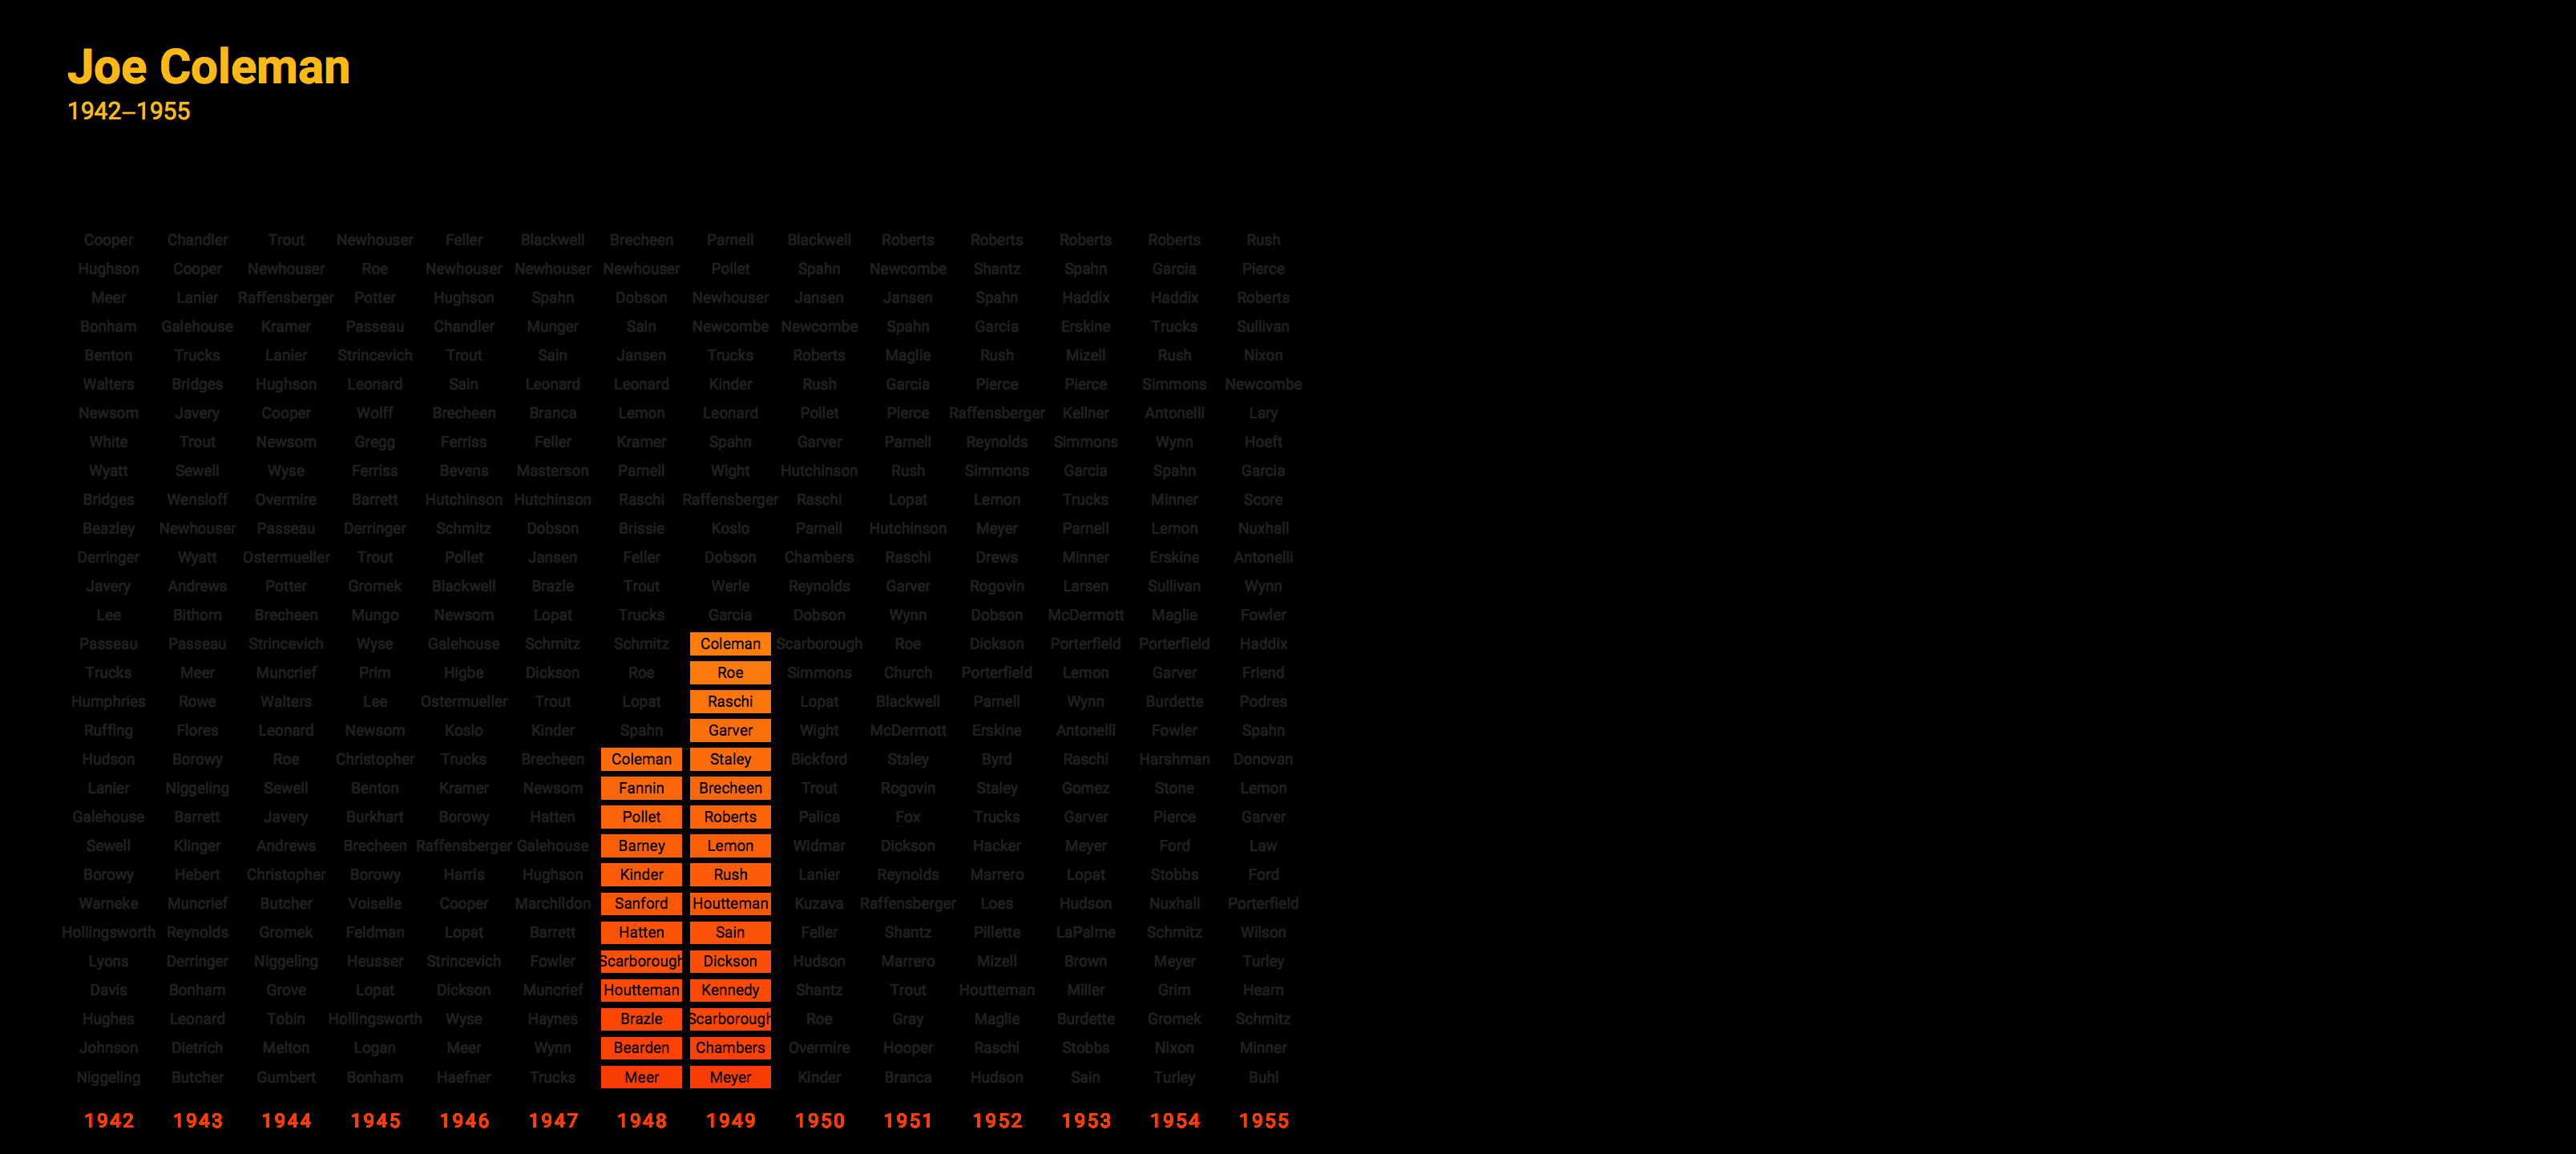 Joe Coleman
1942–1955
Cooper Chandler Trout Newhouser Feller Blackwell Brecheen Parnell Blackwell Roberts Roberts Roberts Roberts Rush
Hughson Cooper Newhouser Roe Newhouser Newhouser Newhouser Pollet Spahn Newcombe Shantz Spahn Garcia Pierce
Meer Lanier Raffensberger Potter Hughson Spahn Dobson Newhouser Jansen Jansen Spahn Haddix Haddix Roberts
Bonham Galehouse Kramer Passeau Chandler Munger Sain Newcombe Newcombe Spahn Garcia Erskine Trucks Sullivan
Benton Trucks Lanier Strincevich Trout Sain Jansen Trucks Roberts Maglie Rush Mizell Rush Nixon
Walters Bridges Hughson Leonard Sain Leonard Leonard Kinder Rush Garcia Pierce Pierce Simmons Newcombe
Newsom Javery Cooper Wolff Brecheen Branca Lemon Leonard Pollet Pierce Raffensberger Kellner Antonelli Lary
White Trout Newsom Gregg Ferriss Feller Kramer Spahn Garver Parnell Reynolds Simmons Wynn Hoeft
Wyatt Sewell Wyse Ferriss Bevens Masterson Parnell Wight Hutchinson Rush Simmons Garcia Spahn Garcia
Bridges Wensloff Overmire Barrett Hutchinson Hutchinson Raschi Raffensberger Raschi Lopat Lemon Trucks Minner Score
Beazley Newhouser Passeau Derringer Schmitz Dobson Brissie Koslo Parnell Hutchinson Meyer Parnell Lemon Nuxhall
Derringer Wyatt Ostermueller Trout Pollet Jansen Feller Dobson Chambers Raschi Drews Minner Erskine Antonelli
Javery Andrews Potter Gromek Blackwell Brazle Trout Werle Reynolds Garver Rogovin Larsen Sullivan Wynn
Lee Bithorn Brecheen Mungo Newsom Lopat Trucks Garcia Dobson Wynn Dobson McDermott Maglie Fowler
Passeau Passeau Strincevich Wyse Galehouse Schmitz Schmitz Coleman Scarborough Roe Dickson Porterfield Porterfield Haddix
Trucks Meer Muncrief Prim Higbe Dickson Roe Roe Simmons Church Porterfield Lemon Garver Friend
Humphries Rowe Walters Lee Ostermueller Trout Lopat Raschi Lopat Blackwell Parnell Wynn Burdette Podres
Ruffing Flores Leonard Newsom Koslo Kinder Spahn Garver Wight McDermott Erskine Antonelli Fowler Spahn
Hudson Borowy Roe Christopher Trucks Brecheen Coleman Staley Bickford Staley Byrd Raschi Harshman Donovan
Lanier Niggeling Sewell Benton Kramer Newsom Fannin Brecheen Trout Rogovin Staley Gomez Stone Lemon
Galehouse Barrett Javery Burkhart Borowy Hatten Pollet Roberts Palica Fox Trucks Garver Pierce Garver
Sewell Klinger Andrews Brecheen Raffensberger Galehouse Barney Lemon Widmar Dickson Hacker Meyer Ford Law
Borowy Hebert Christopher Borowy Harris Hughson Kinder Rush Lanier Reynolds Marrero Lopat Stobbs Ford
Warneke Muncrief Butcher Voiselle Cooper Marchildon Sanford Houtteman Kuzava Raffensberger Loes Hudson Nuxhall Porterfield
Hollingsworth Reynolds Gromek Feldman Lopat Barrett Hatten Sain Feller Shantz Pillette LaPalme Schmitz Wilson
Lyons Derringer Niggeling Heusser Strincevich Fowler Scarborough Dickson Hudson Marrero Mizell Brown Meyer Turley
Davis Bonham Grove Lopat Dickson Muncrief Houtteman Kennedy Shantz Trout Houtteman Miller Grim Hearn
Hughes Leonard Tobin Hollingsworth Wyse Haynes Brazle Scarborough Roe Gray Maglie Burdette Gromek Schmitz
Johnson Dietrich Melton Logan Meer Wynn Bearden Chambers Overmire Hooper Raschi Stobbs Nixon Minner
Niggeling Butcher Gumbert Bonham Haefner Trucks Meer Meyer Kinder Branca Hudson Sain Turley Buhl
1942 1943 1944 1945 1946 1947 1948 1949 1950 1951 1952 1953 1954 1955